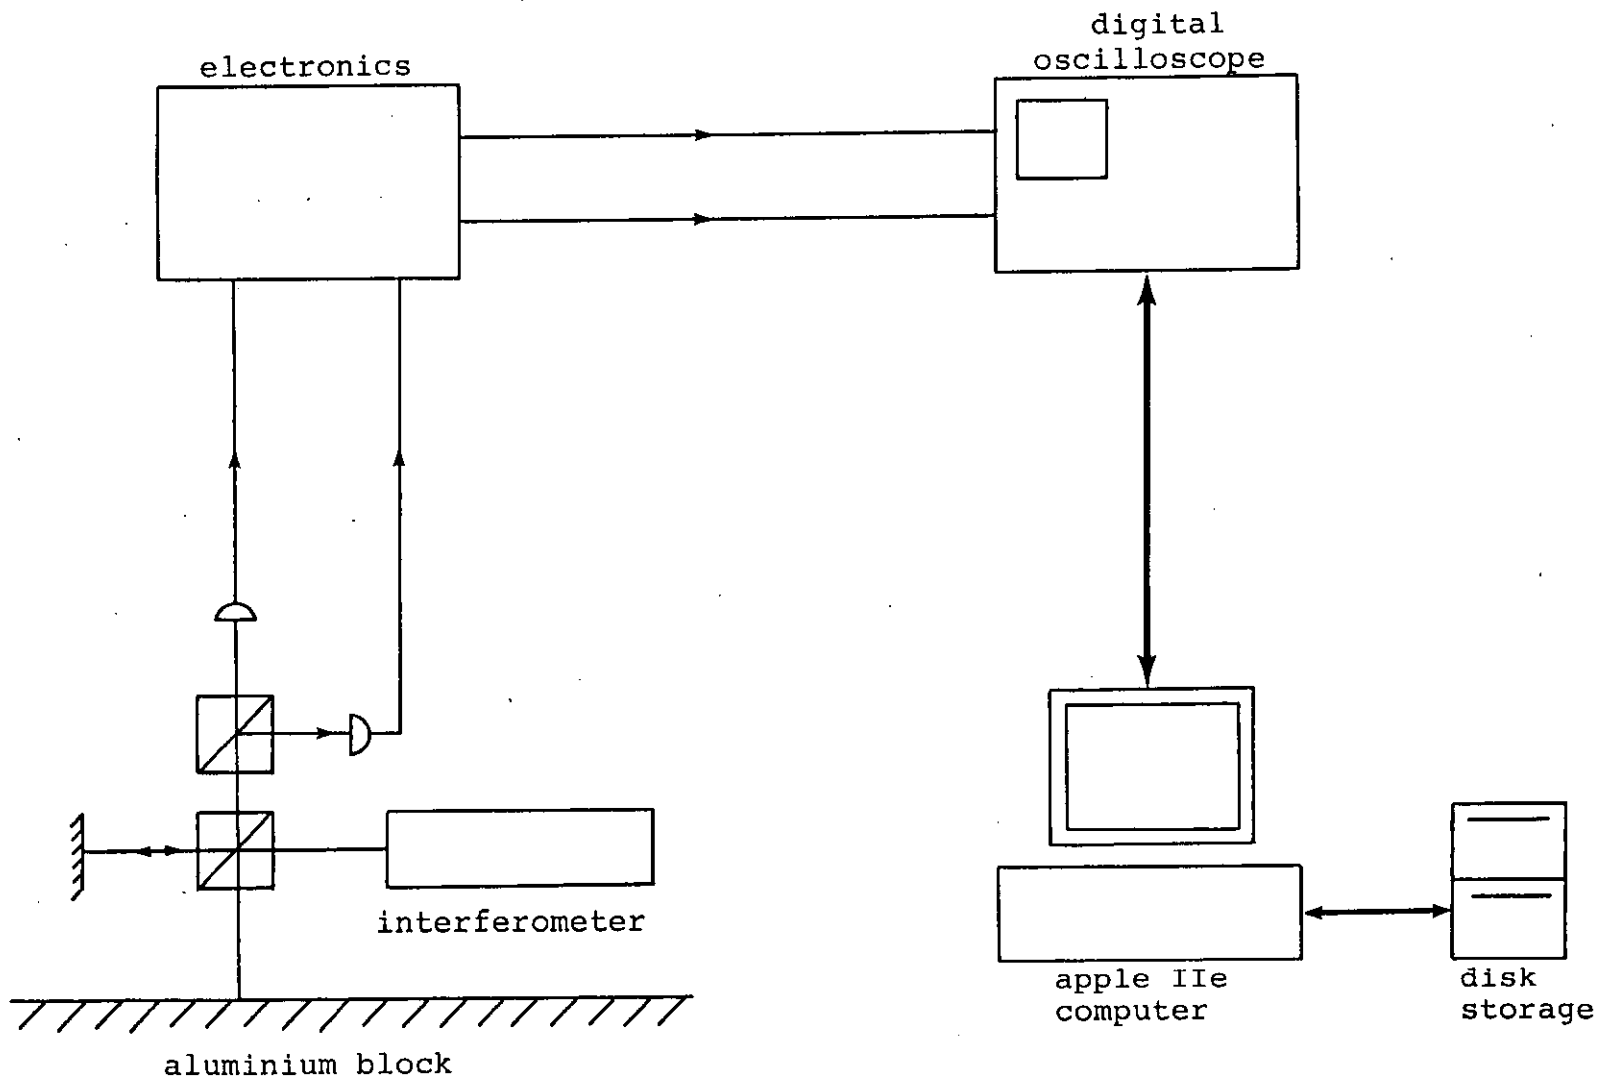 digital
oscilloscope
electronics
interferometer
apple IIe
computer
disk
storage
aluminium block